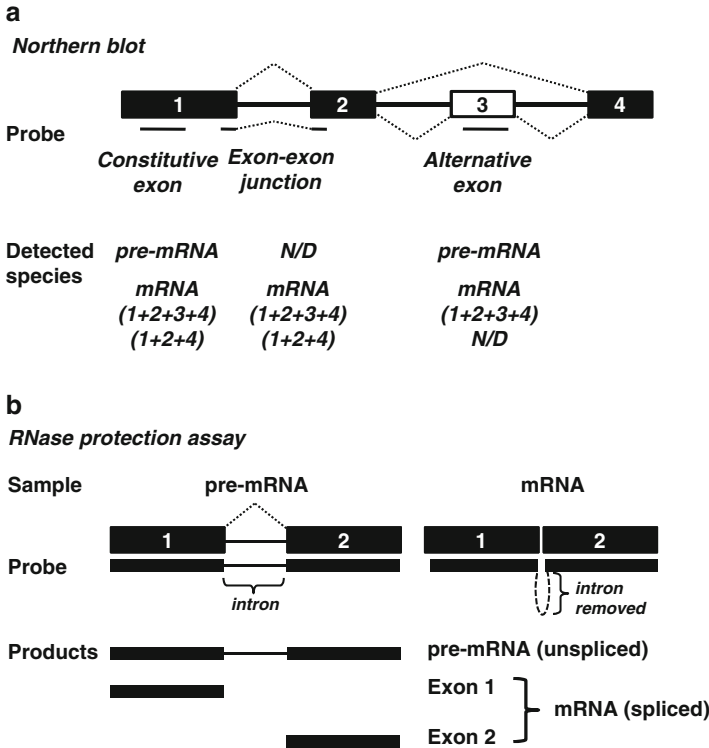 a
Northern blot
1 2 3 4
Probe
Constitutive exon
Exon-exon junction
Alternative exon
Detected species
pre-mRNA N/D pre-mRNA
mRNA mRNA mRNA
(1+2+3+4) (1+2+3+4) (1+2+3+4)
(1+2+4) (1+2+4) N/D
b
RNase protection assay
Sample pre-mRNA mRNA
1 2 1 2
Probe
intron
intron removed
Products
pre-mRNA (unspliced)
Exon 1
mRNA (spliced)
Exon 2